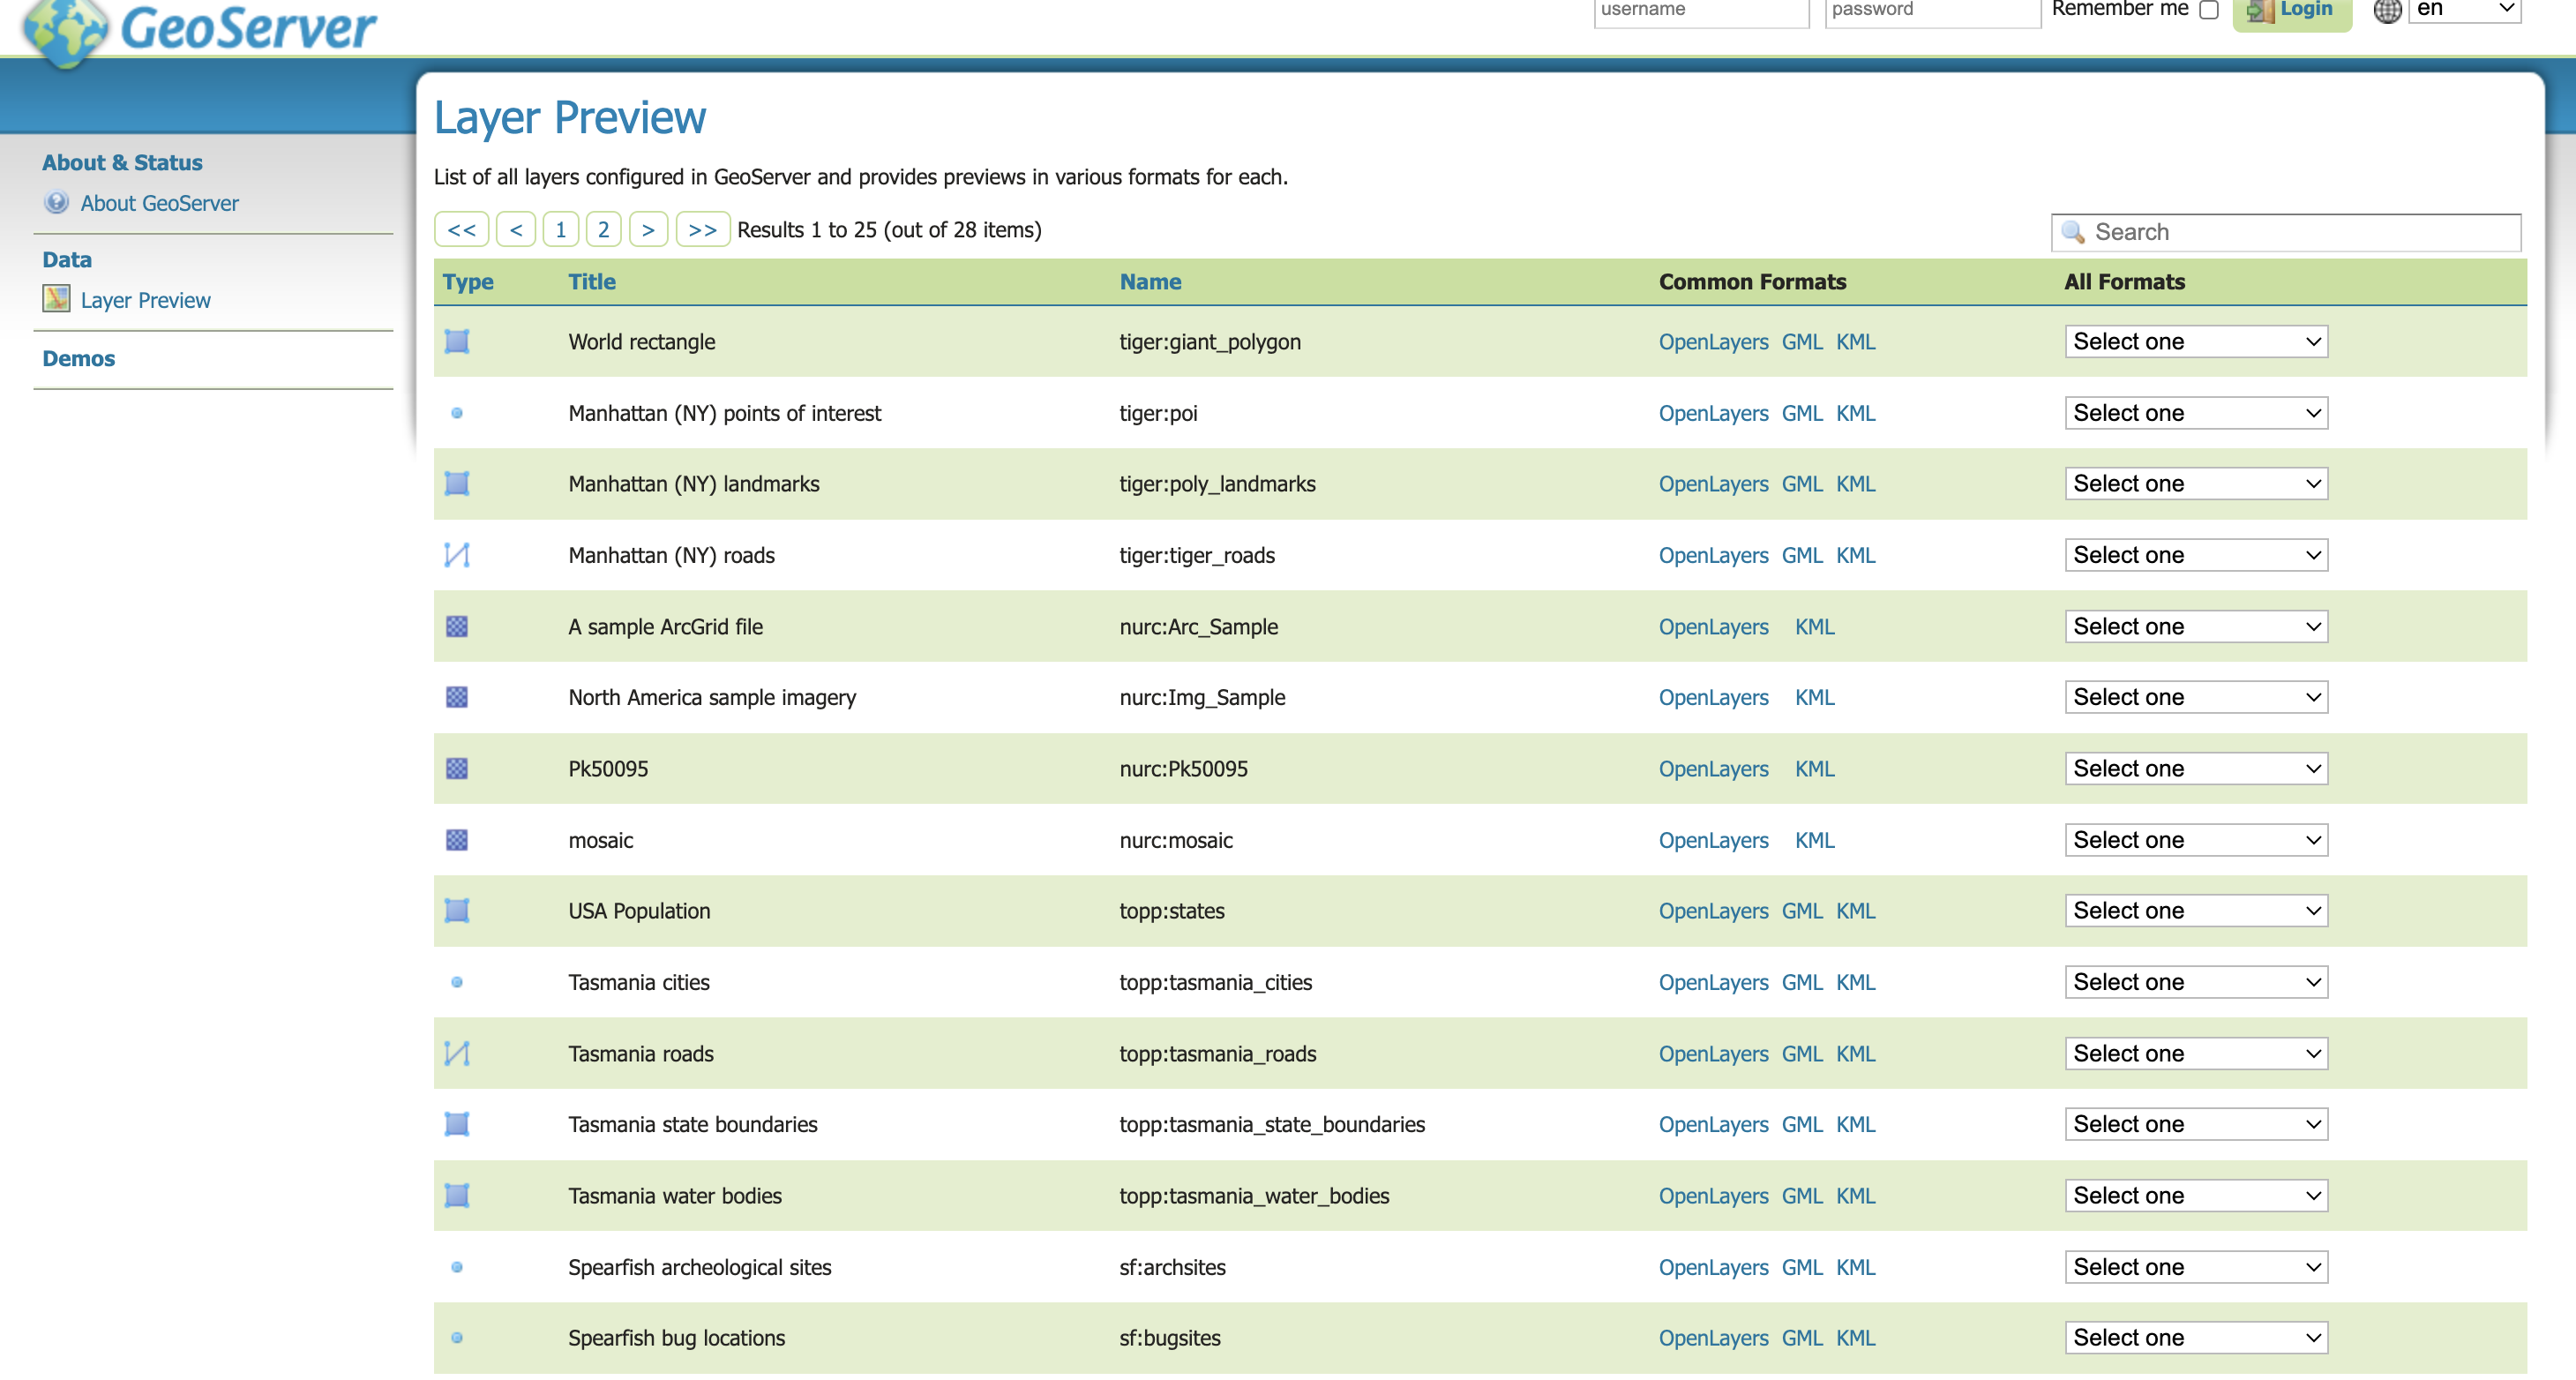 GeoServer
username password Remember me Login en
About & Status
About GeoServer
Data
Layer Preview
Demos
Layer Preview
List of all layers configured in GeoServer and provides previews in various formats for each.
<< < 1 2 > >> Results 1 to 25 (out of 28 items) Search
Type Title Name Common Formats All Formats
World rectangle tiger:giant_polygon OpenLayers GML KML Select one
Manhattan (NY) points of interest tiger:poi OpenLayers GML KML Select one
Manhattan (NY) landmarks tiger:poly_landmarks OpenLayers GML KML Select one
Manhattan (NY) roads tiger:tiger_roads OpenLayers GML KML Select one
A sample ArcGrid file nurc:Arc_Sample OpenLayers KML Select one
North America sample imagery nurc:Img_Sample OpenLayers KML Select one
Pk50095 nurc:Pk50095 OpenLayers KML Select one
mosaic nurc:mosaic OpenLayers KML Select one
USA Population topp:states OpenLayers GML KML Select one
Tasmania cities topp:tasmania_cities OpenLayers GML KML Select one
Tasmania roads topp:tasmania_roads OpenLayers GML KML Select one
Tasmania state boundaries topp:tasmania_state_boundaries OpenLayers GML KML Select one
Tasmania water bodies topp:tasmania_water_bodies OpenLayers GML KML Select one
Spearfish archeological sites sf:archsites OpenLayers GML KML Select one
Spearfish bug locations sf:bugsites OpenLayers GML KML Select one